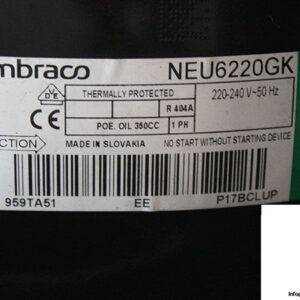 mbraco NEU6220GK
VDE
THERMALLY PROTECTED 220-240 V~50 Hz
R 404A
CE
POE. OIL 350CC 1 PH
CTION MADE IN SLOVAKIA NO START WITHOUT STARTING DEVICE
959TA51 EE P17BCLUP